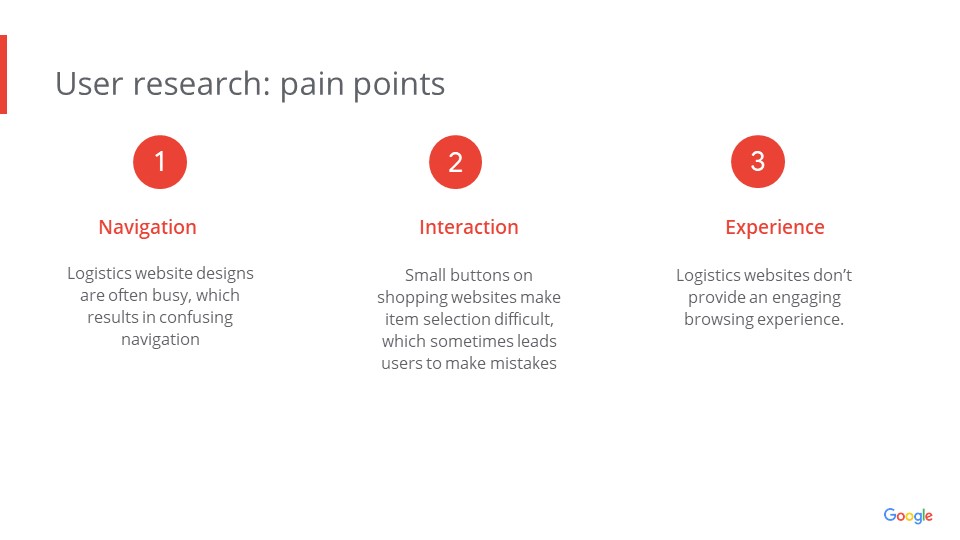 User research: pain points
1
Navigation
Logistics website designs
are often busy, which
results in confusing
navigation
2
Interaction
Small buttons on
shopping websites make
item selection difficult,
which sometimes leads
users to make mistakes
3
Experience
Logistics websites don’t
provide an engaging
browsing experience.
Google